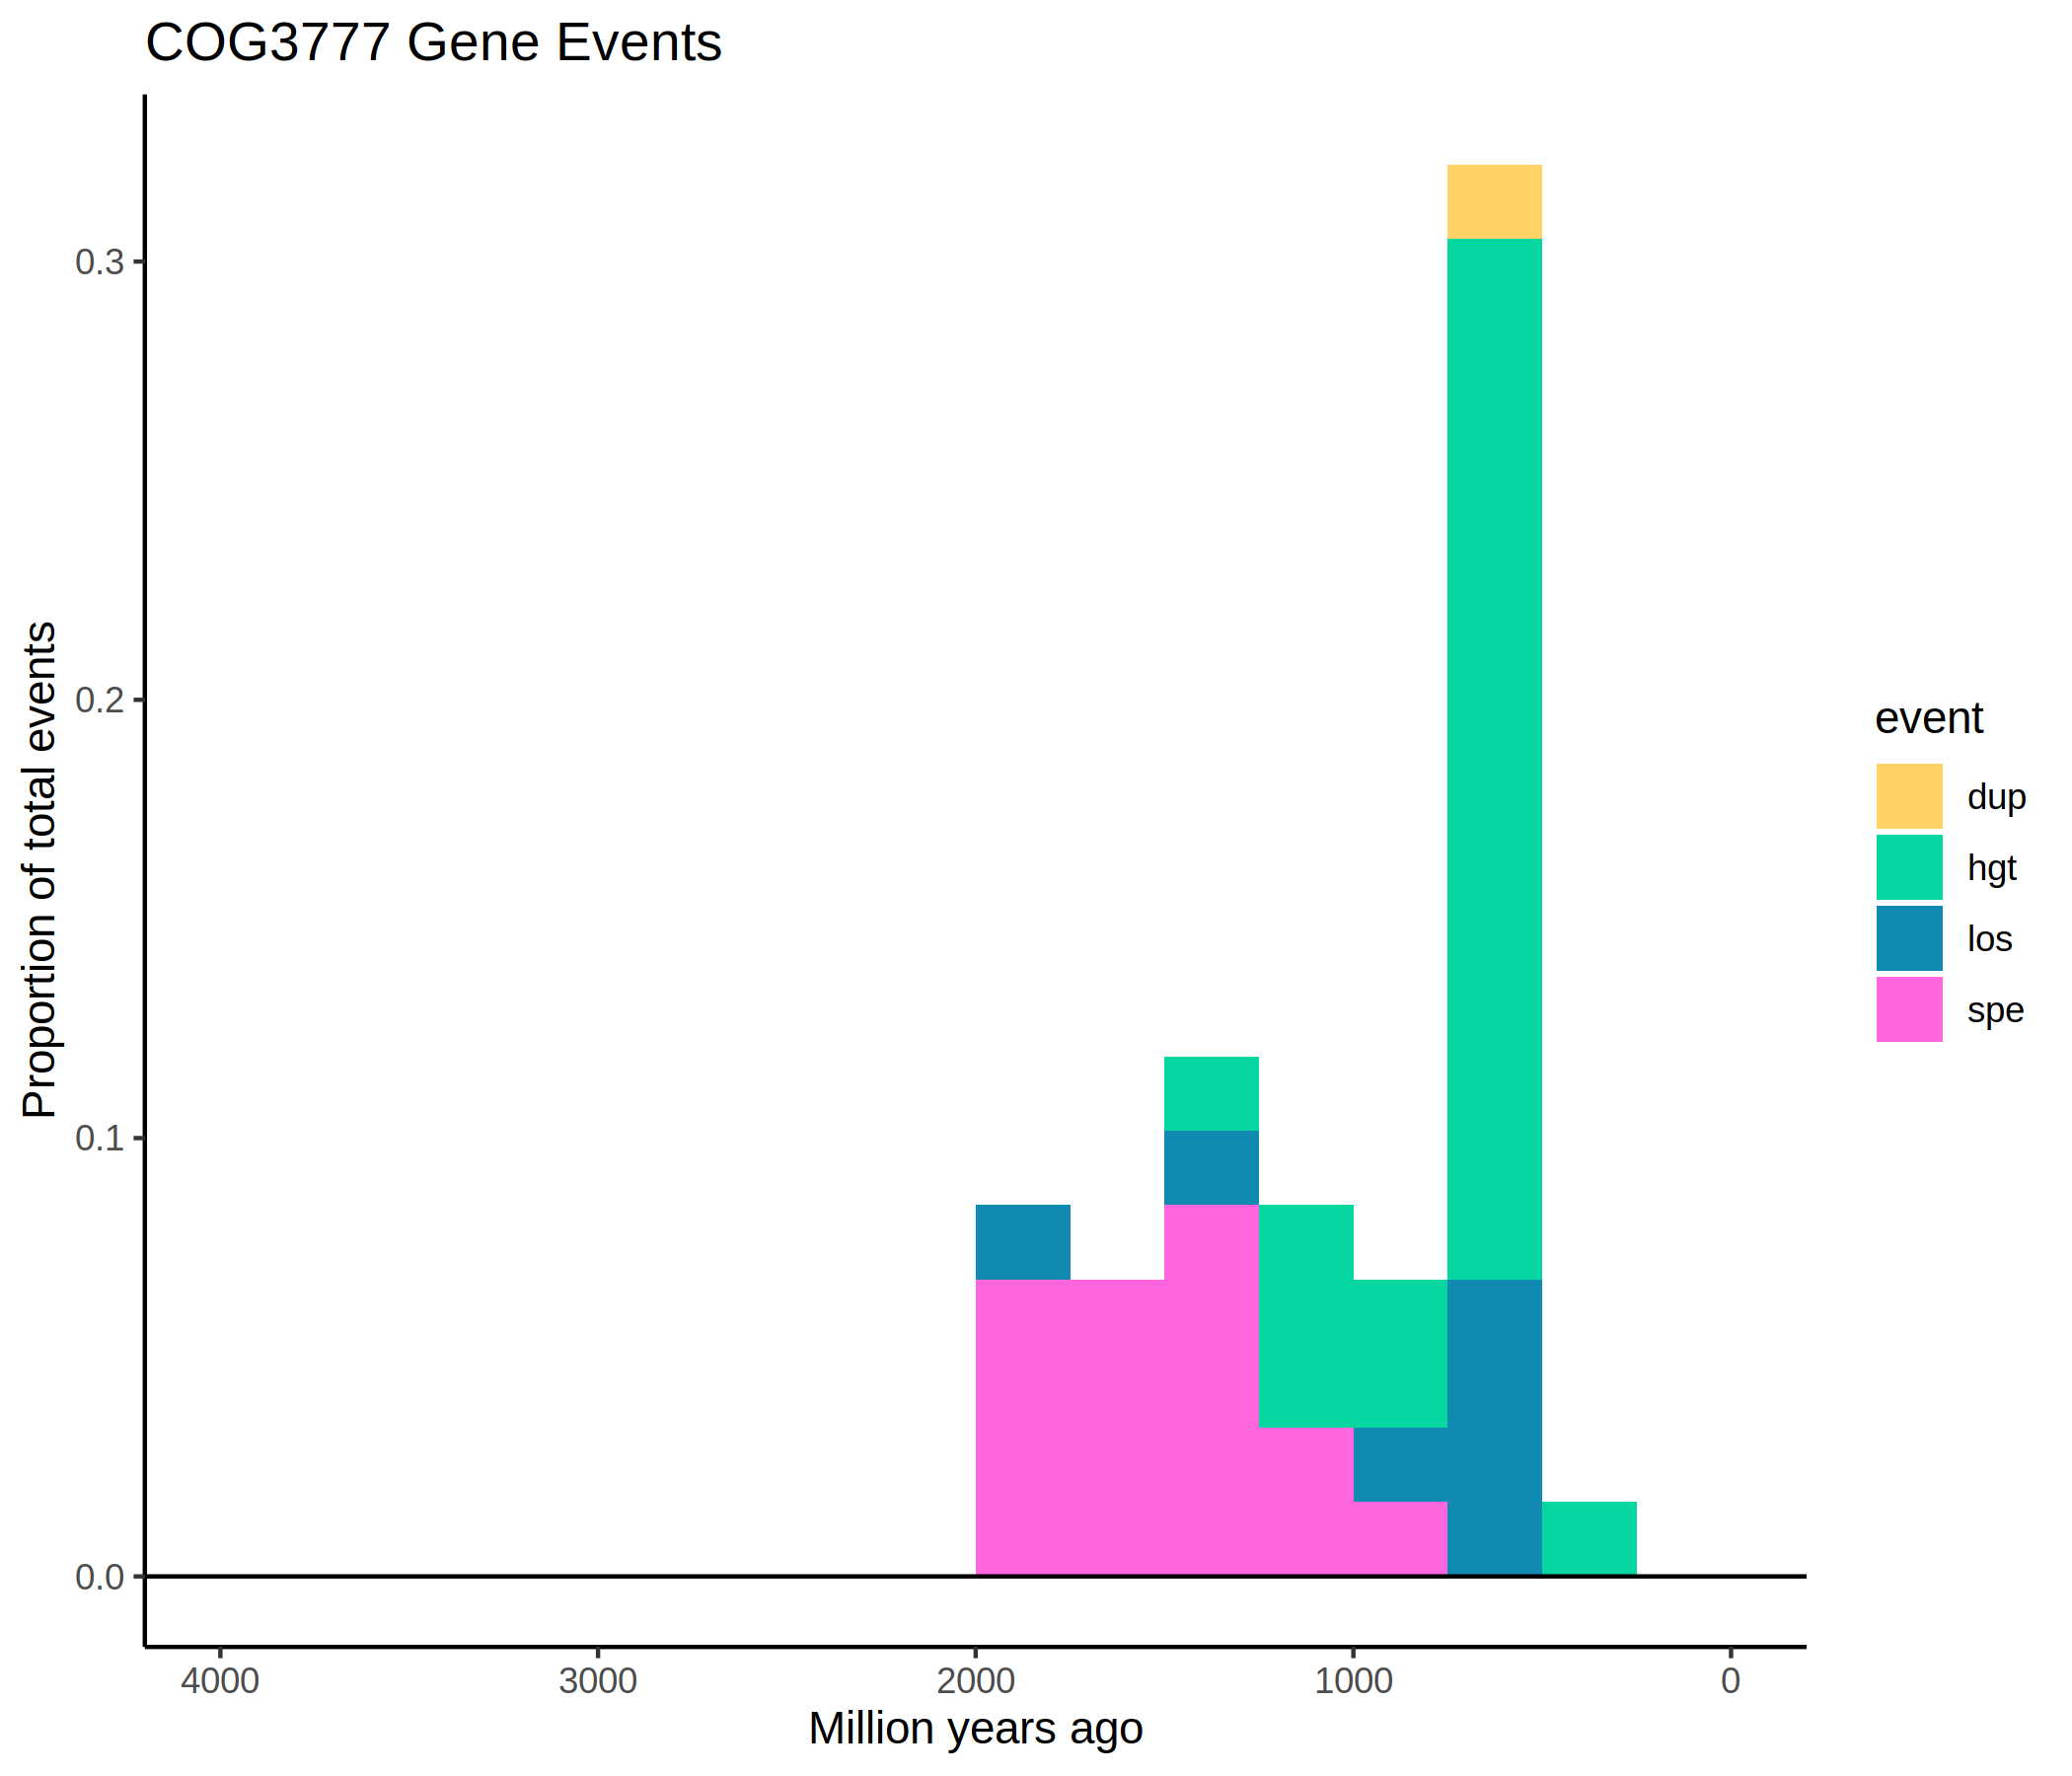 COG3777 Gene Events
Proportion of total events
0.3
0.2
0.1
0.0
4000 3000 2000 1000 0
Million years ago
event
dup
hgt
los
spe